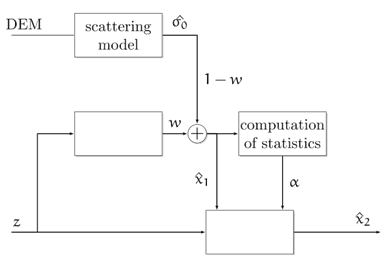 DEM
scattering
model
σ̂₀
1 − w
w
computation
of statistics
x̂₁
α
z
x̂₂